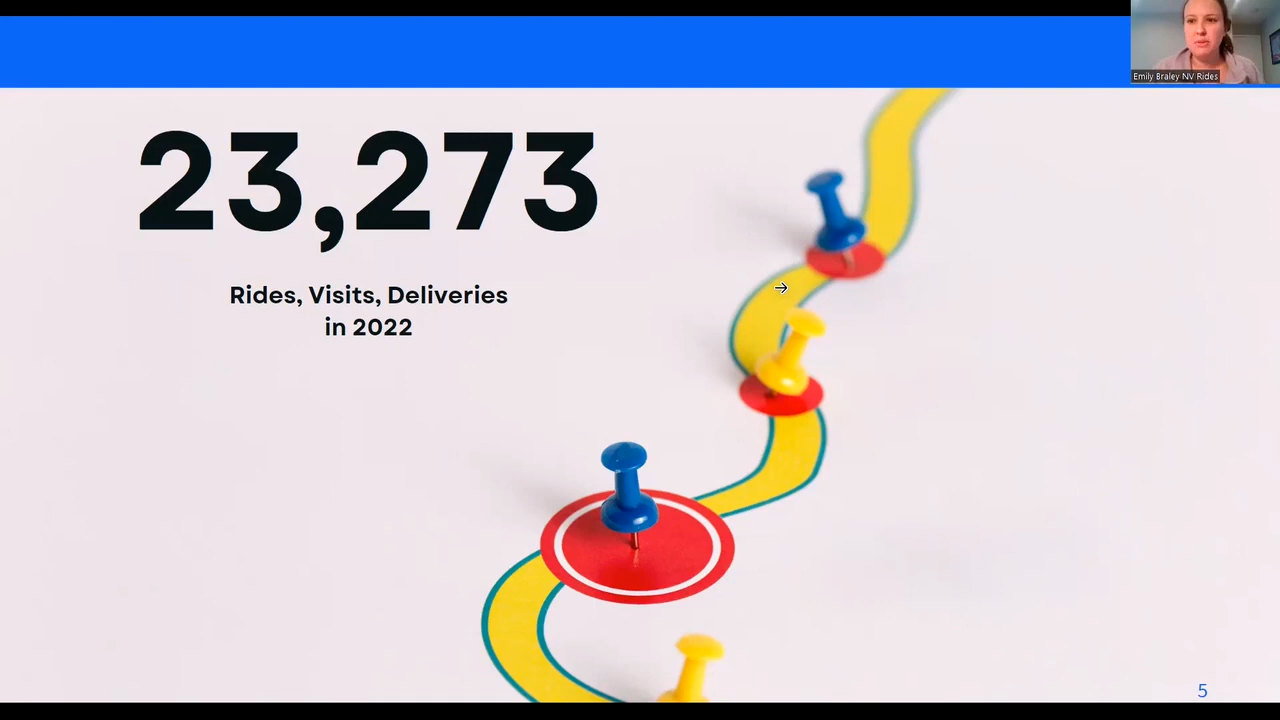 Emily Braley NV Rides
23,273
Rides, Visits, Deliveries
in 2022
5